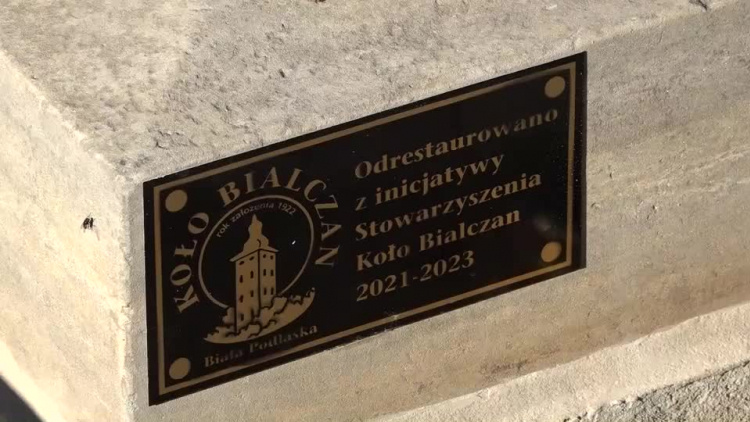 KOŁO BIALCZAN
rok założenia 1922
Biała Podlaska
Odrestaurowano
z inicjatywy
Stowarzyszenia
Koło Bialczan
2021-2023